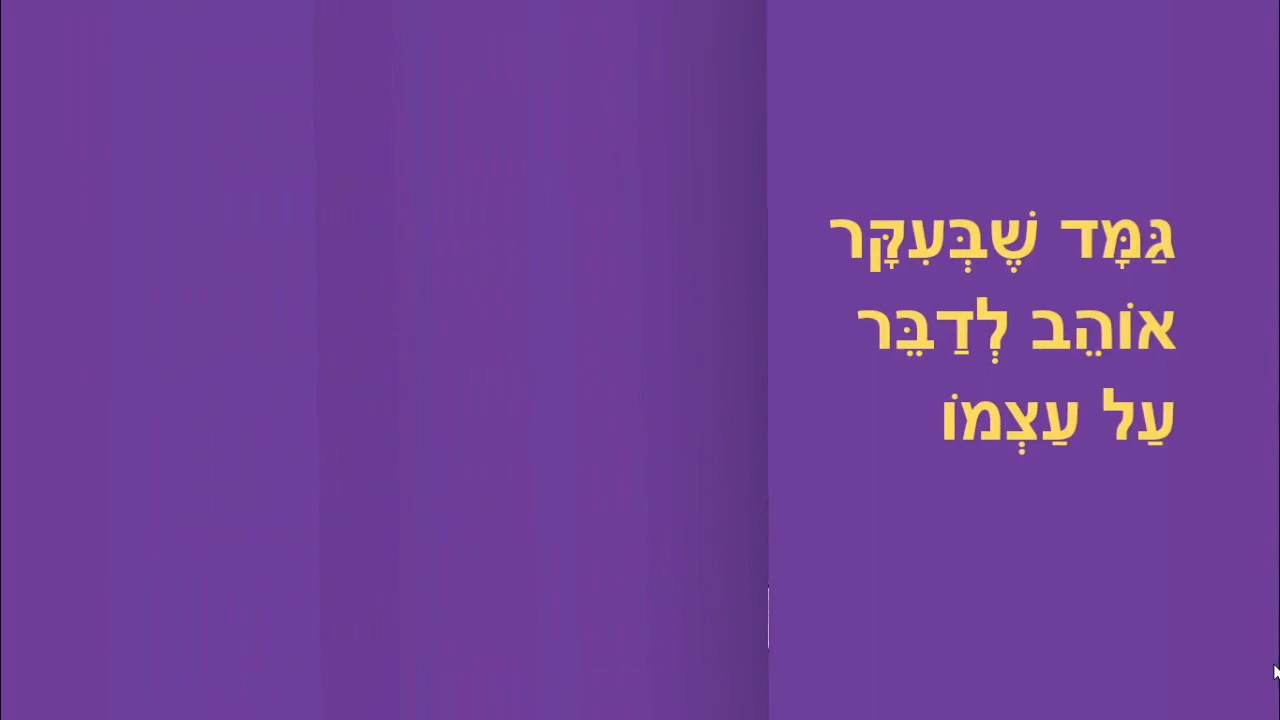 גַּמָּד שֶׁבְּעִקָּר
אוֹהֵב לְדַבֵּר
עַל עַצְמוֹ